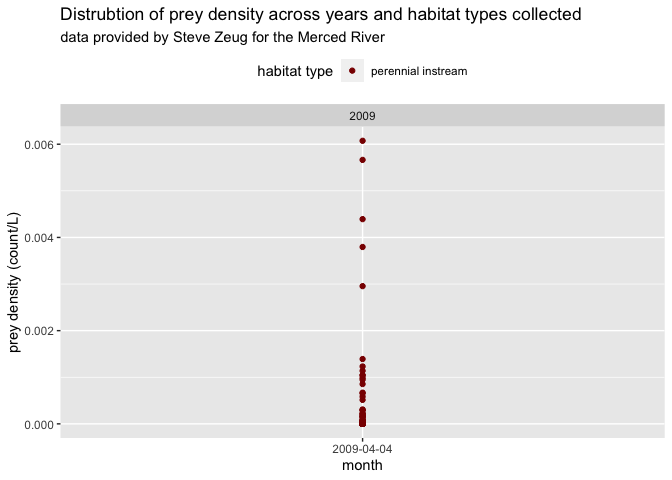 Distrubtion of prey density across years and habitat types collected
data provided by Steve Zeug for the Merced River
habitat type perennial instream
2009
0.006
0.004
0.002
0.000
prey density (count/L)
2009-04-04
month